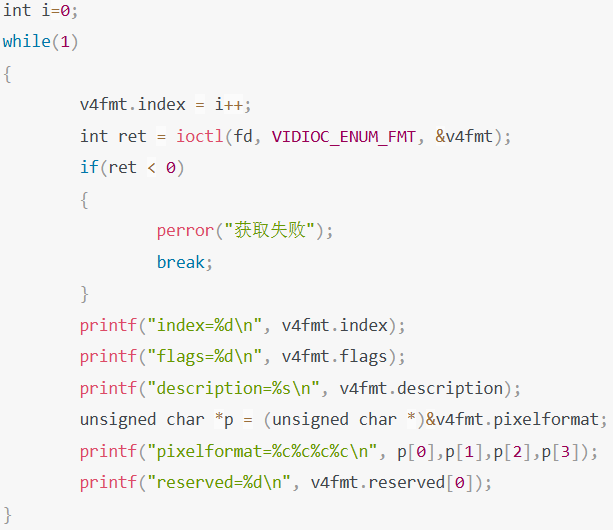 int i=0;
while(1)
{
        v4fmt.index = i++;
        int ret = ioctl(fd, VIDIOC_ENUM_FMT, &v4fmt);
        if(ret < 0)
        {
                perror("获取失败");
                break;
        }
        printf("index=%d\n", v4fmt.index);
        printf("flags=%d\n", v4fmt.flags);
        printf("description=%s\n", v4fmt.description);
        unsigned char *p = (unsigned char *)&v4fmt.pixelformat;
        printf("pixelformat=%c%c%c%c\n", p[0],p[1],p[2],p[3]);
        printf("reserved=%d\n", v4fmt.reserved[0]);
}